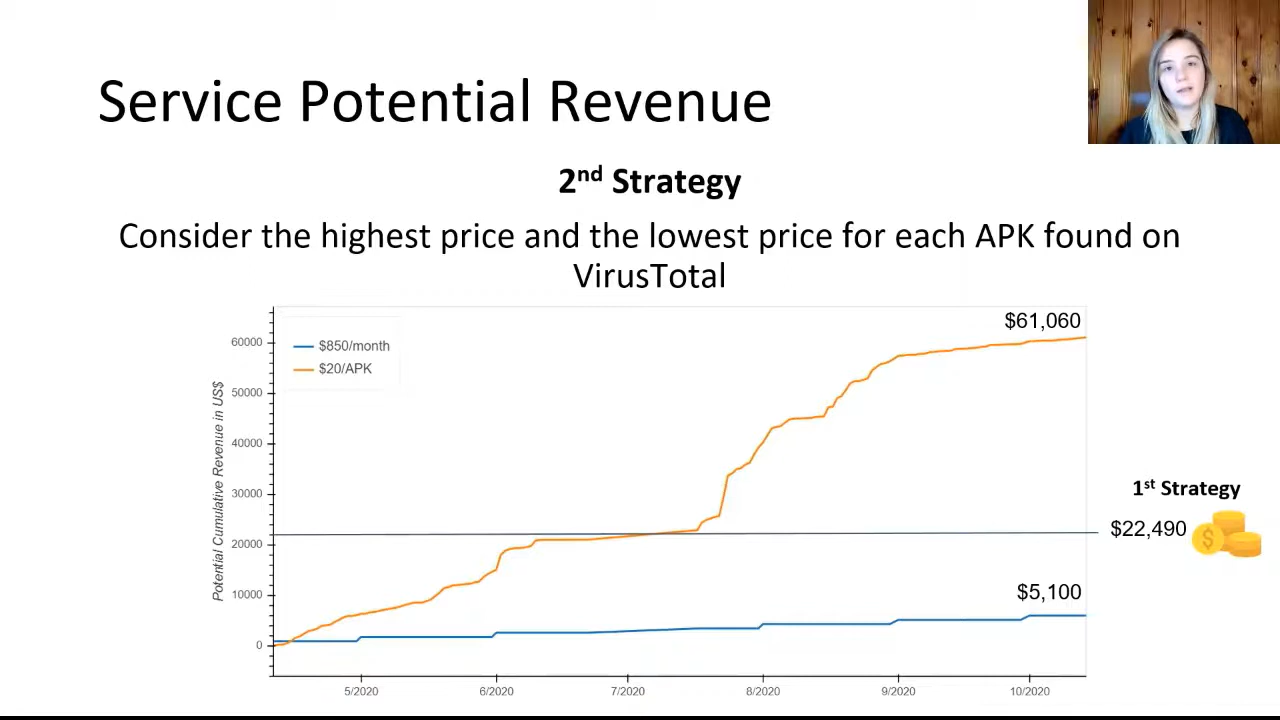 Service Potential Revenue
2nd Strategy
Consider the highest price and the lowest price for each APK found on
VirusTotal
$61,060
$850/month
$20/APK
60000
50000
40000
30000
20000
10000
0
Potential Cumulative Revenue in US$
1st Strategy
$22,490
$
$5,100
5/2020
6/2020
7/2020
8/2020
9/2020
10/2020